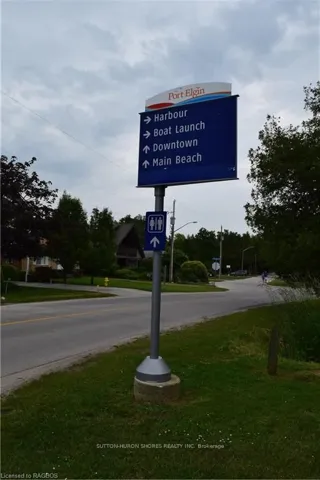 Port Elgin
→ Harbour
→ Boat Launch
↑ Downtown
↑ Main Beach
SUTTON-HURON SHORES REALTY INC. Brokerage
Licensed to RAGBOS